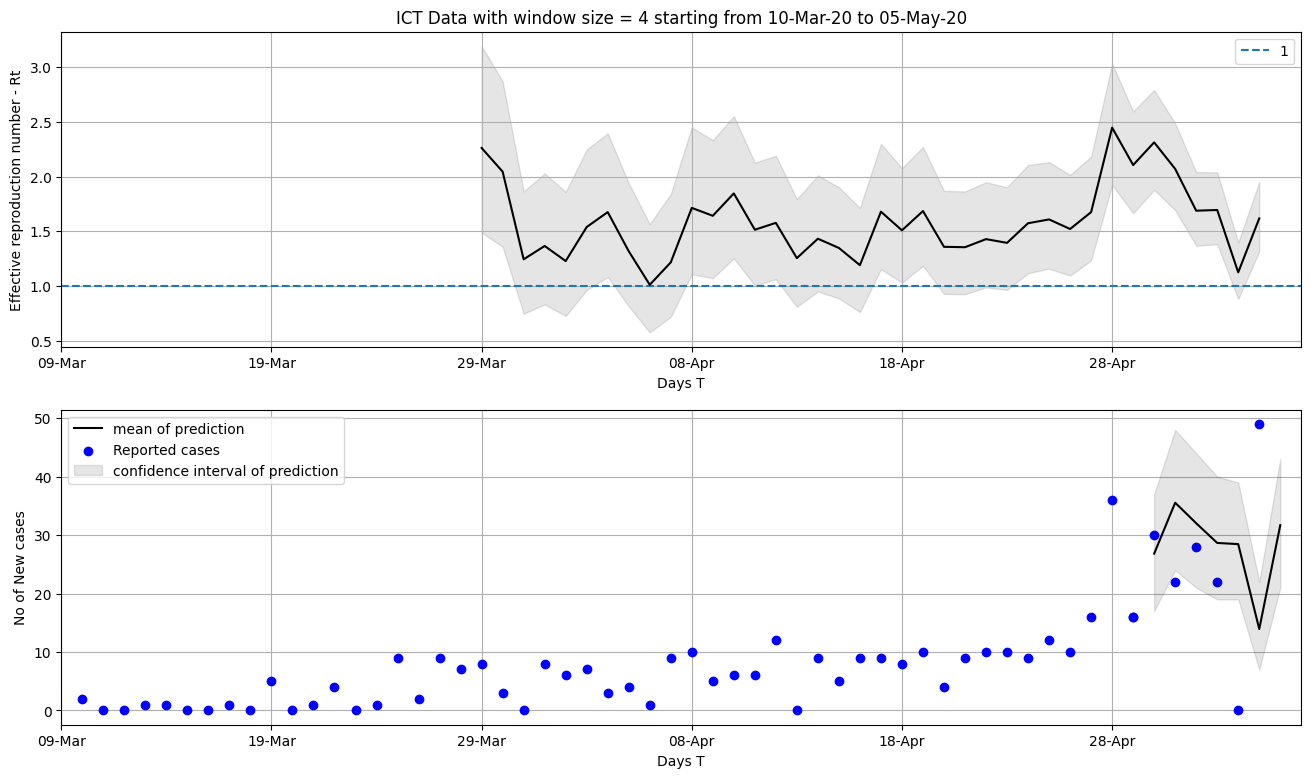 ICT Data with window size = 4 starting from 10-Mar-20 to 05-May-20
Effective reproduction number - Rt
3.0
2.5
2.0
1.5
1.0
0.5
1
09-Mar 19-Mar 29-Mar 08-Apr 18-Apr 28-Apr
Days T
No of New cases
50
40
30
20
10
0
mean of prediction
Reported cases
confidence interval of prediction
09-Mar 19-Mar 29-Mar 08-Apr 18-Apr 28-Apr
Days T